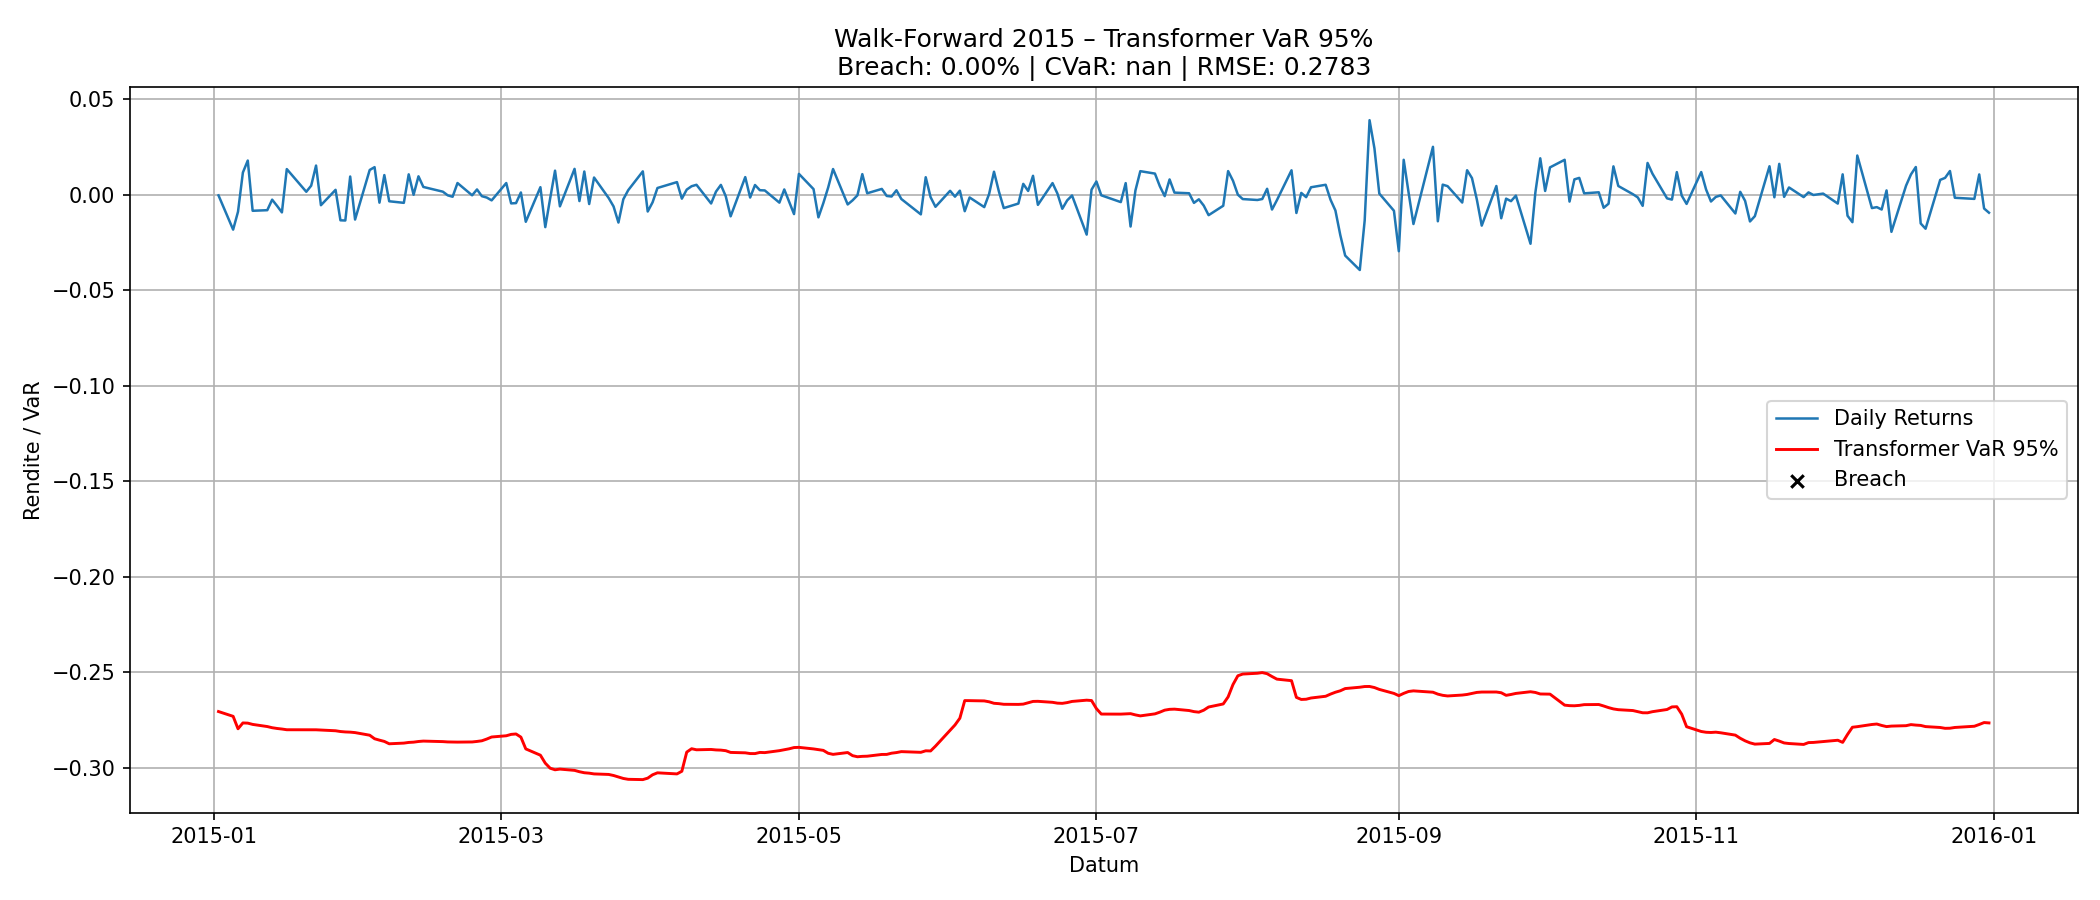 Walk-Forward 2015 – Transformer VaR 95%
Breach: 0.00% | CVaR: nan | RMSE: 0.2783
0.05
0.00
−0.05
−0.10
−0.15
−0.20
−0.25
−0.30
Rendite / VaR
Daily Returns
Transformer VaR 95%
Breach
2015-01
2015-03
2015-05
2015-07
2015-09
2015-11
2016-01
Datum